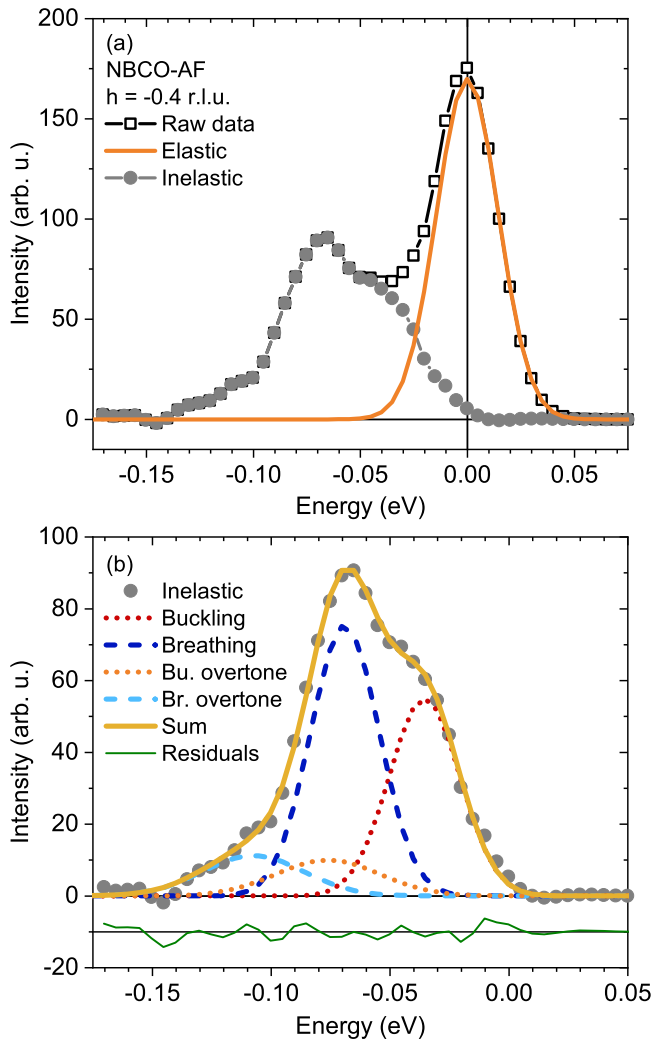 200
(a)
NBCO-AF
h = -0.4 r.l.u.
Raw data
Elastic
Inelastic
150
100
50
0
Intensity (arb. u.)
-0.15
-0.10
-0.05
0.00
0.05
Energy (eV)
100
(b)
Inelastic
Buckling
Breathing
Bu. overtone
Br. overtone
Sum
Residuals
80
60
40
20
0
-20
Intensity (arb. u.)
-0.15
-0.10
-0.05
0.00
0.05
Energy (eV)